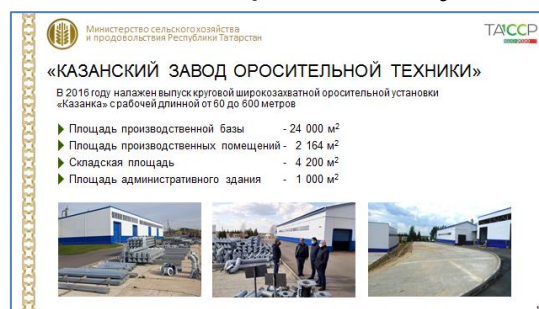 Министерство сельского хозяйства
и продовольствия Республики Татарстан
ТАССР
«КАЗАНСКИЙ ЗАВОД ОРОСИТЕЛЬНОЙ ТЕХНИКИ»
В 2016 году налажен выпуск круговой широкозахватной оросительной установки
«Казанка» с рабочей длинной от 60 до 600 метров
Площадь производственной базы - 24 000 м²
Площадь производственных помещений - 2 164 м²
Складская площадь - 4 200 м²
Площадь административного здания - 1 000 м²